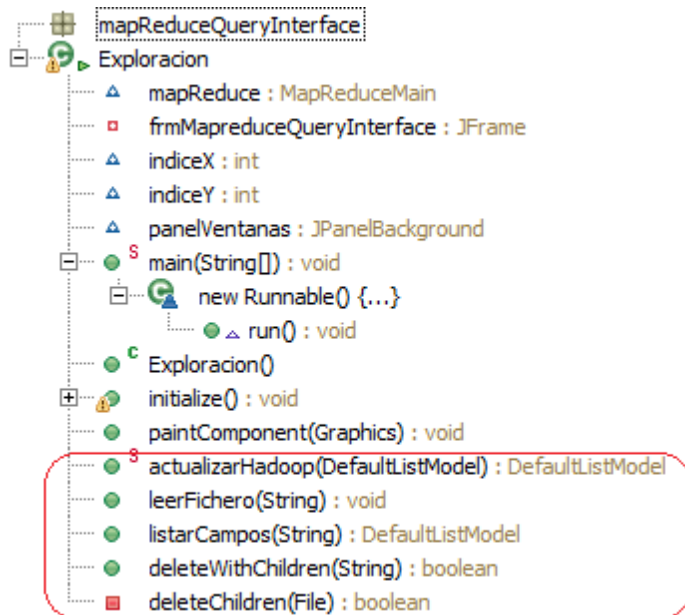 mapReduceQueryInterface
Exploracion
mapReduce : MapReduceMain
frmMapreduceQueryInterface : JFrame
indiceX : int
indiceY : int
panelVentanas : JPanelBackground
S main(String[]) : void
new Runnable() {...}
run() : void
C Exploracion()
initialize() : void
paintComponent(Graphics) : void
S actualizarHadoop(DefaultListModel) : DefaultListModel
leerFichero(String) : void
listarCampos(String) : DefaultListModel
deleteWithChildren(String) : boolean
deleteChildren(File) : boolean